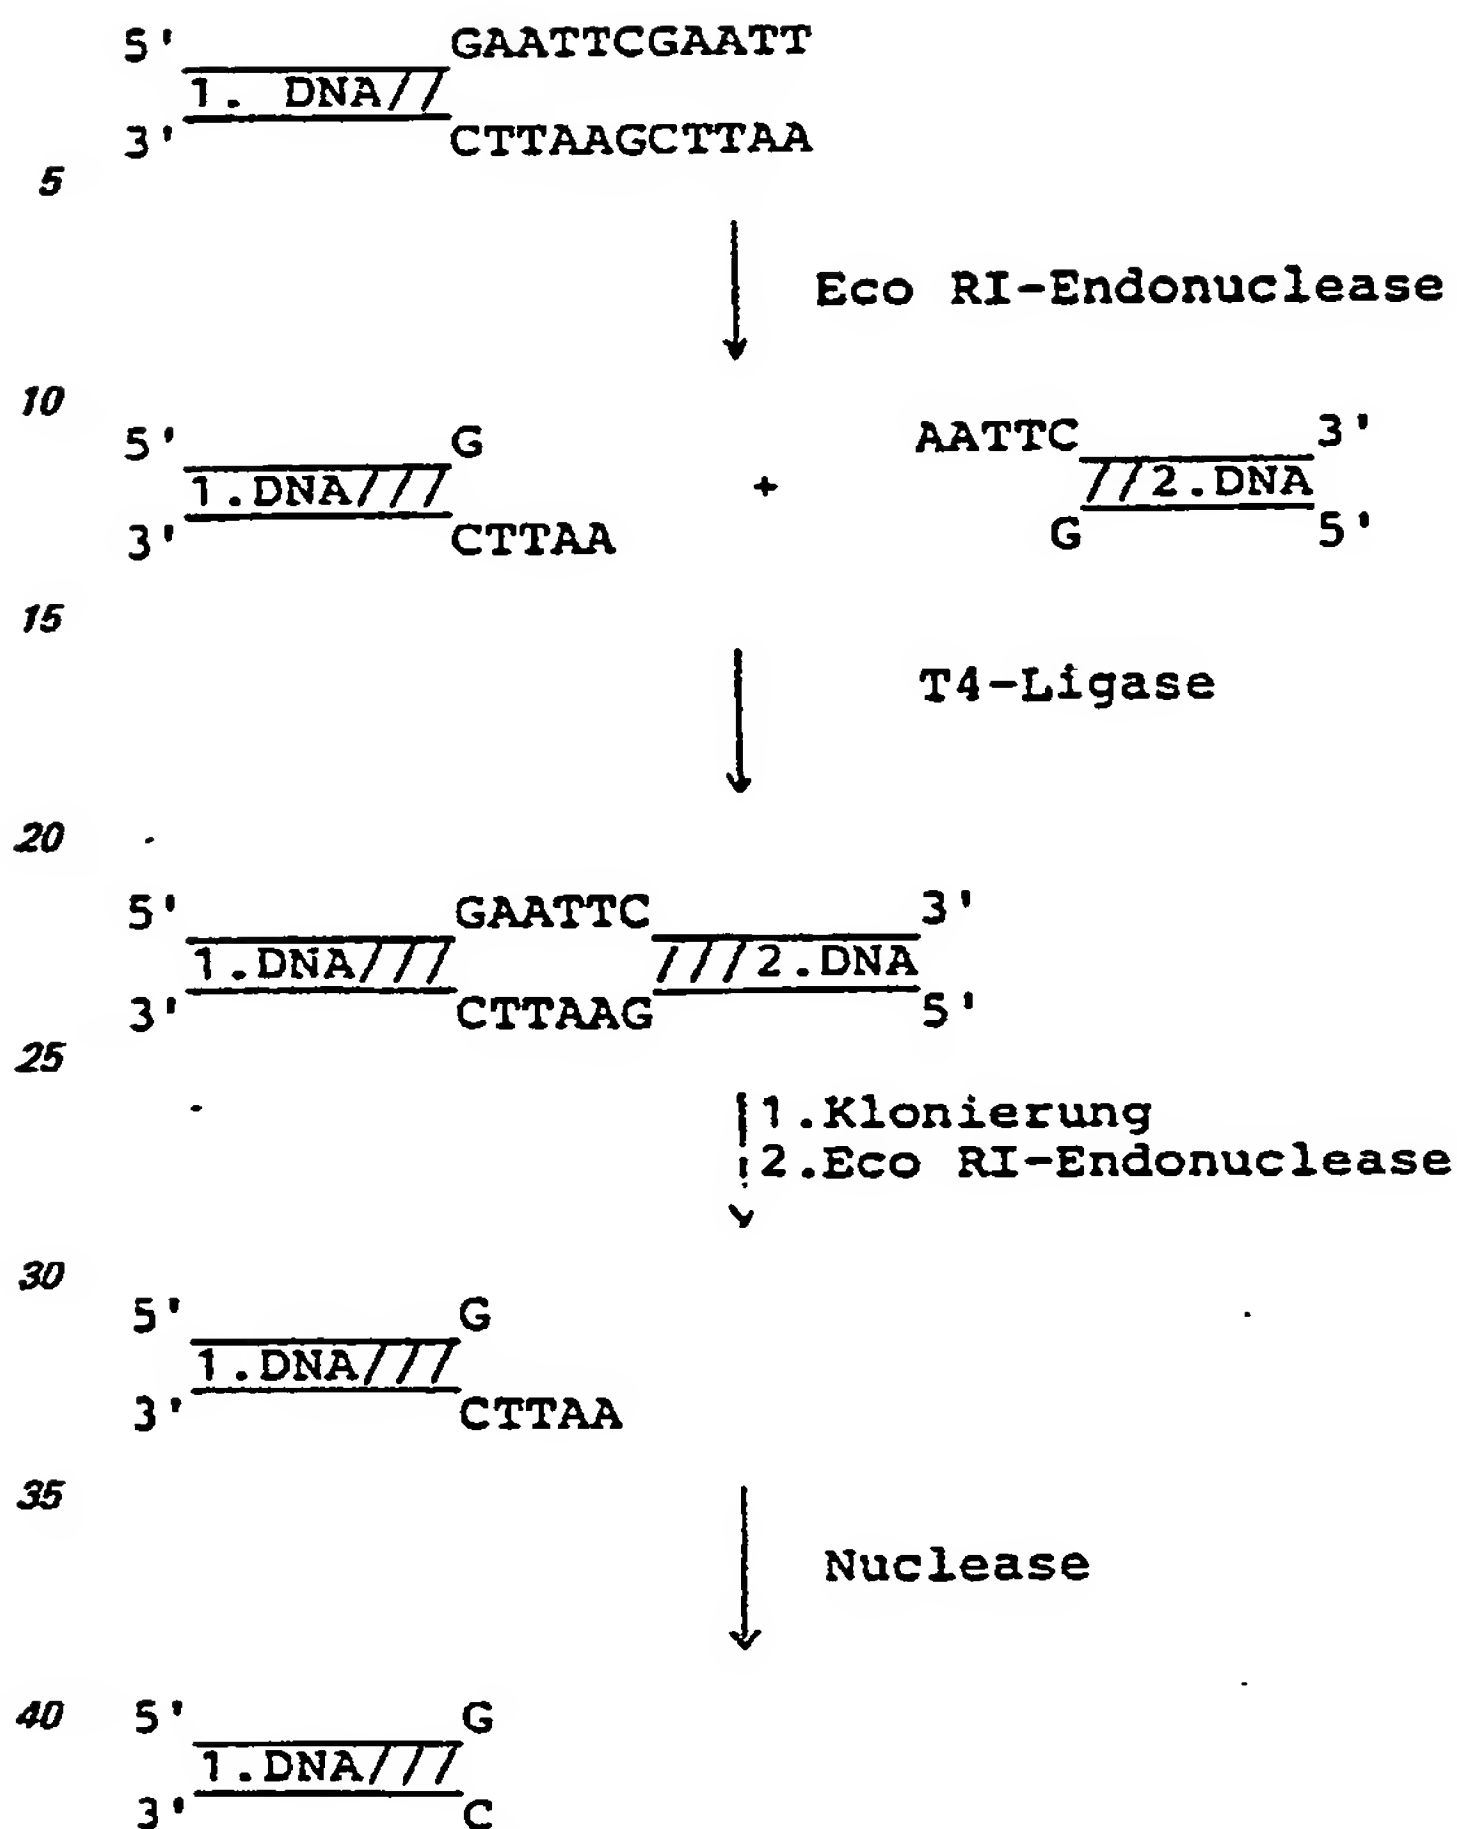 5' GAATTCGAATT
1. DNA//
3' CTTAAGCTTAA
5
Eco RI-Endonuclease
10
5' G AATTC 3'
1.DNA/// + //2.DNA
3' CTTAA G 5'
15
T4-Ligase
20
5' GAATTC 3'
1.DNA/// ///2.DNA
3' CTTAAG 5'
25
1.Klonierung
2.Eco RI-Endonuclease
30
5' G
1.DNA///
3' CTTAA
35
Nuclease
40 5' G
1.DNA///
3' C